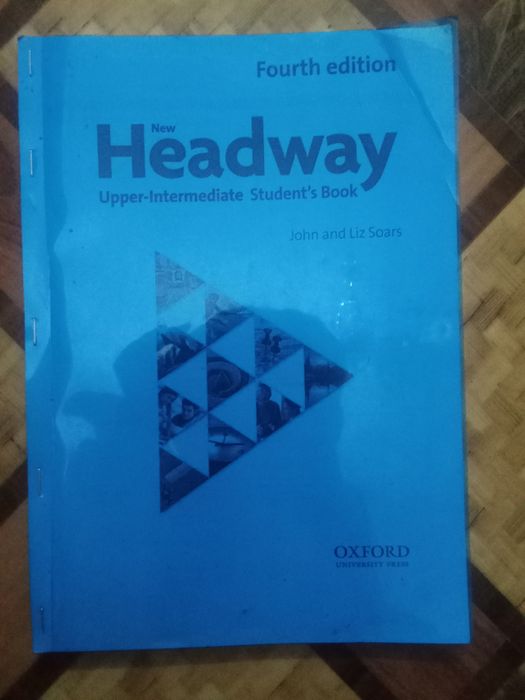 Fourth edition
New
Headway
Upper-Intermediate Student's Book
John and Liz Soars
OXFORD
UNIVERSITY PRESS